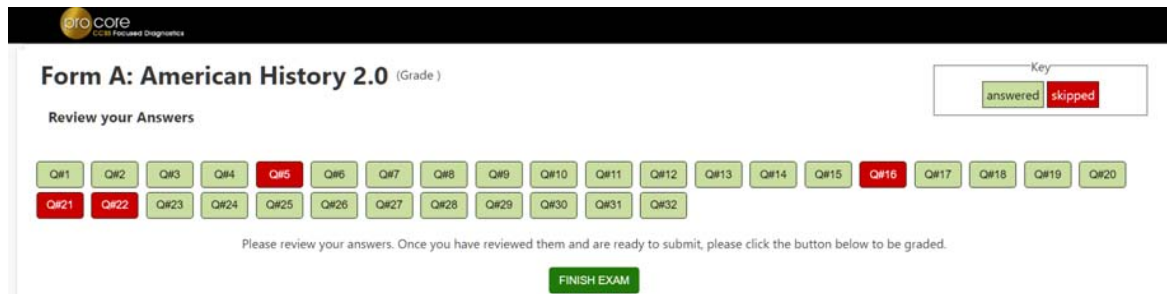 pro core
CCSS Focused Diagnostics
Form A: American History 2.0 (Grade )
Key
answered skipped
Review your Answers
Q#1 Q#2 Q#3 Q#4 Q#5 Q#6 Q#7 Q#8 Q#9 Q#10 Q#11 Q#12 Q#13 Q#14 Q#15 Q#16 Q#17 Q#18 Q#19 Q#20
Q#21 Q#22 Q#23 Q#24 Q#25 Q#26 Q#27 Q#28 Q#29 Q#30 Q#31 Q#32
Please review your answers. Once you have reviewed them and are ready to submit, please click the button below to be graded.
FINISH EXAM